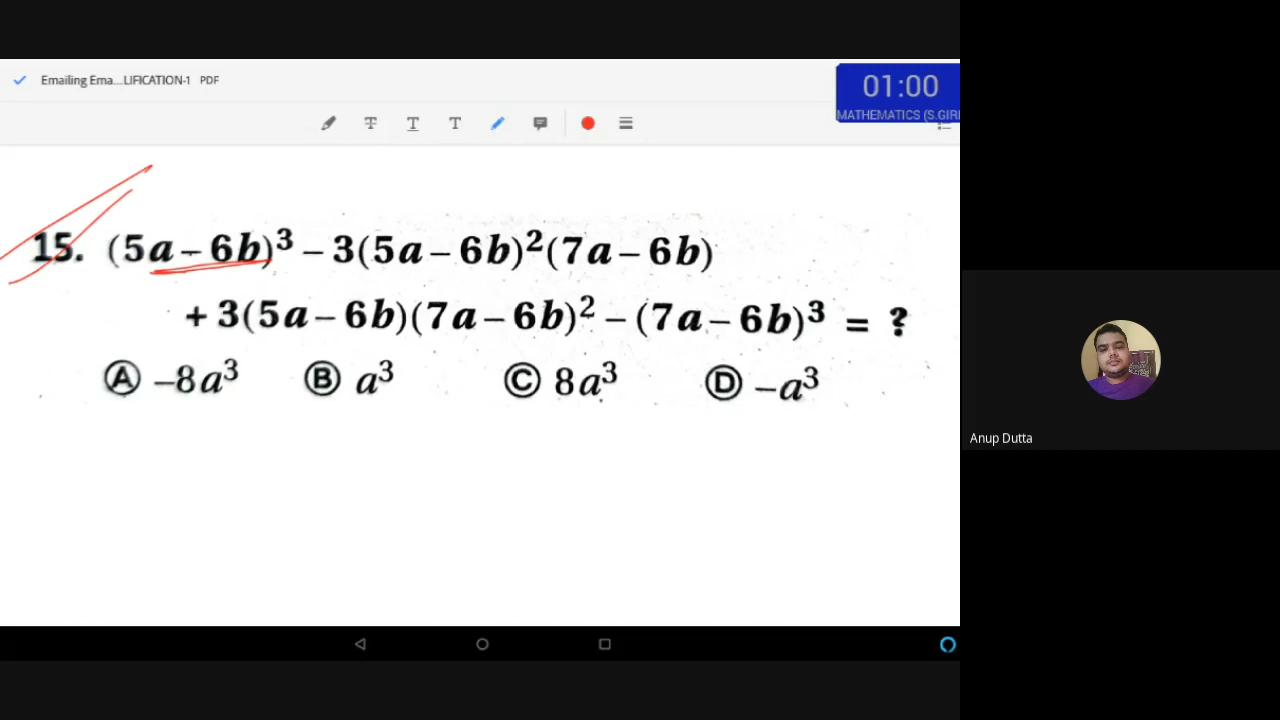 Emailing Ema...LIFICATION-1 PDF
01:00
MATHEMATICS (S.GIRI
T T T
15. (5a – 6b)³ – 3(5a – 6b)²(7a – 6b)
+ 3(5a – 6b)(7a – 6b)² – (7a – 6b)³ = ?
Ⓐ –8a³ Ⓑ a³ Ⓒ 8a³ Ⓓ –a³
Anup Dutta